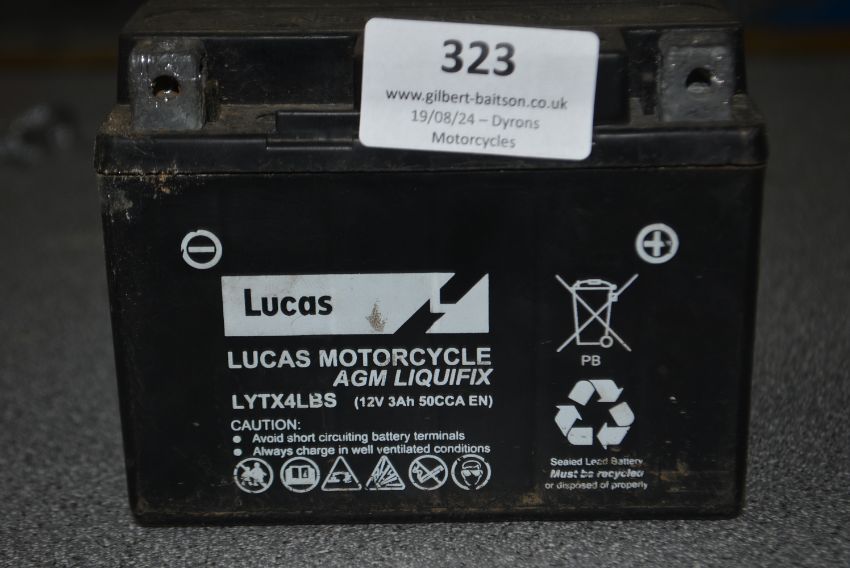 323
www.gilbert-baitson.co.uk
19/08/24 – Dyrons
Motorcycles
Lucas
LUCAS MOTORCYCLE
AGM LIQUIFIX
LYTX4LBS (12V 3Ah 50CCA EN)
CAUTION:
• Avoid short circuiting battery terminals
• Always charge in well ventilated conditions
PB
Sealed Lead Battery
Must be recycled
or disposed of properly